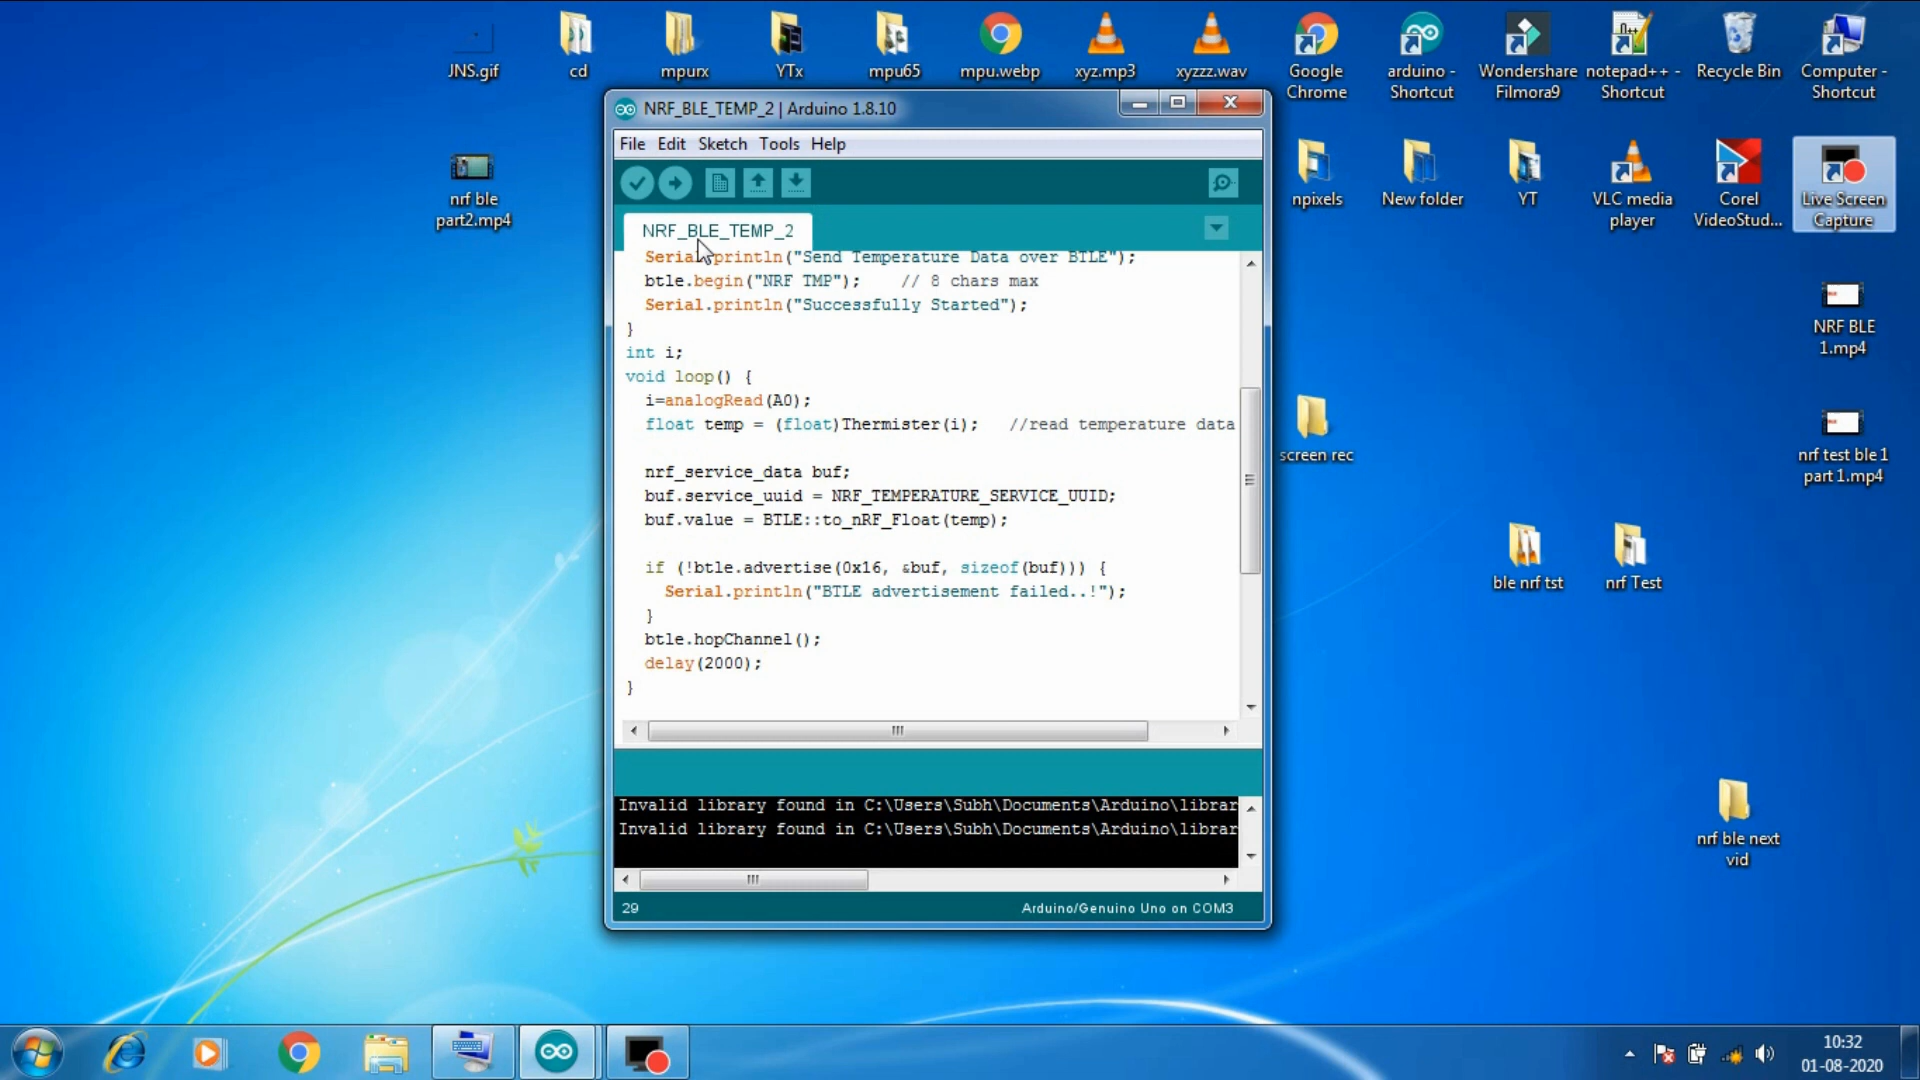 JNS.gif
cd
mpurx
YTx
mpu65
mpu.webp
xyz.mp3
xyzzz.wav
Google
Chrome
arduino -
Shortcut
Wondershare
Filmora9
notepad++ -
Shortcut
Recycle Bin
Computer -
Shortcut
nrf ble
part2.mp4
npixels
New folder
YT
VLC media
player
Corel
VideoStud...
Live Screen
Capture
NRF BLE
1.mp4
screen rec
nrf test ble 1
part 1.mp4
ble nrf tst
nrf Test
nrf ble next
vid
NRF_BLE_TEMP_2 | Arduino 1.8.10
File Edit Sketch Tools Help
NRF_BLE_TEMP_2
Serial.println("Send Temperature Data over BTLE");
btle.begin("NRF TMP"); // 8 chars max
Serial.println("Successfully Started");
}
int i;
void loop() {
i=analogRead(A0);
float temp = (float)Thermister(i); //read temperature data
nrf_service_data buf;
buf.service_uuid = NRF_TEMPERATURE_SERVICE_UUID;
buf.value = BTLE::to_nRF_Float(temp);
if (!btle.advertise(0x16, &buf, sizeof(buf))) {
Serial.println("BTLE advertisement failed..!");
}
btle.hopChannel();
delay(2000);
}
Invalid library found in C:\Users\Subh\Documents\Arduino\librar
Invalid library found in C:\Users\Subh\Documents\Arduino\librar
29
Arduino/Genuino Uno on COM3
10:32
01-08-2020